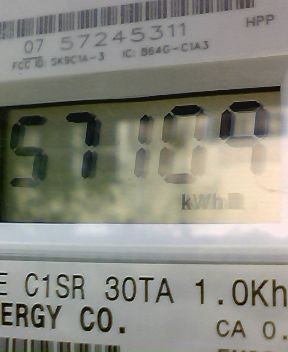 HPP
07 57245311
FCC ID: SK9C1A-3 IC: 864G-C1A3
57109
kWh
E C1SR 30TA 1.0Kh
ERGY CO.
CA 0.